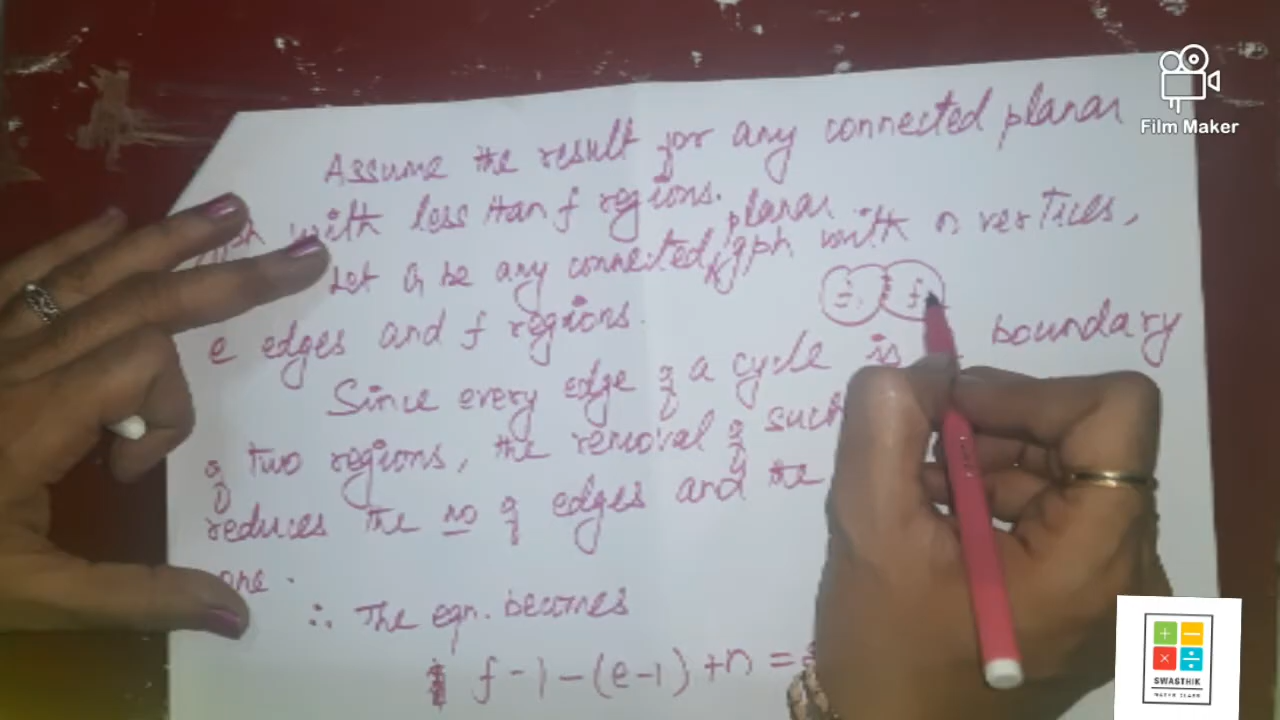 Assume the result for any connected planar
with less than f regions.
planar
Let G be any connected gph with n vertices,
e edges and f regions.
Since every edge of a cycle is boundary
of two regions, the removal of such
reduces the no of edges and the
one.
∴ The eqn. becomes
f-1-(e-1)+n=
Film Maker
SWASTHIK